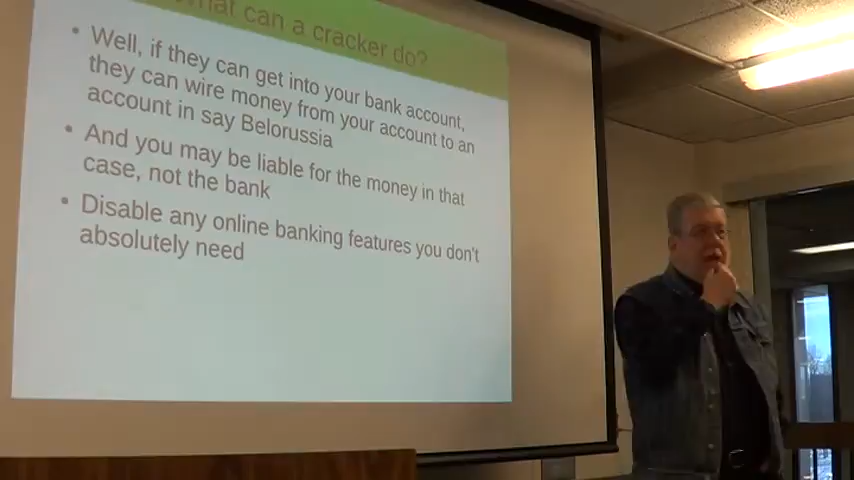 What can a cracker do?
• Well, if they can get into your bank account,
they can wire money from your account to an
account in say Belorussia
• And you may be liable for the money in that
case, not the bank
• Disable any online banking features you don't
absolutely need